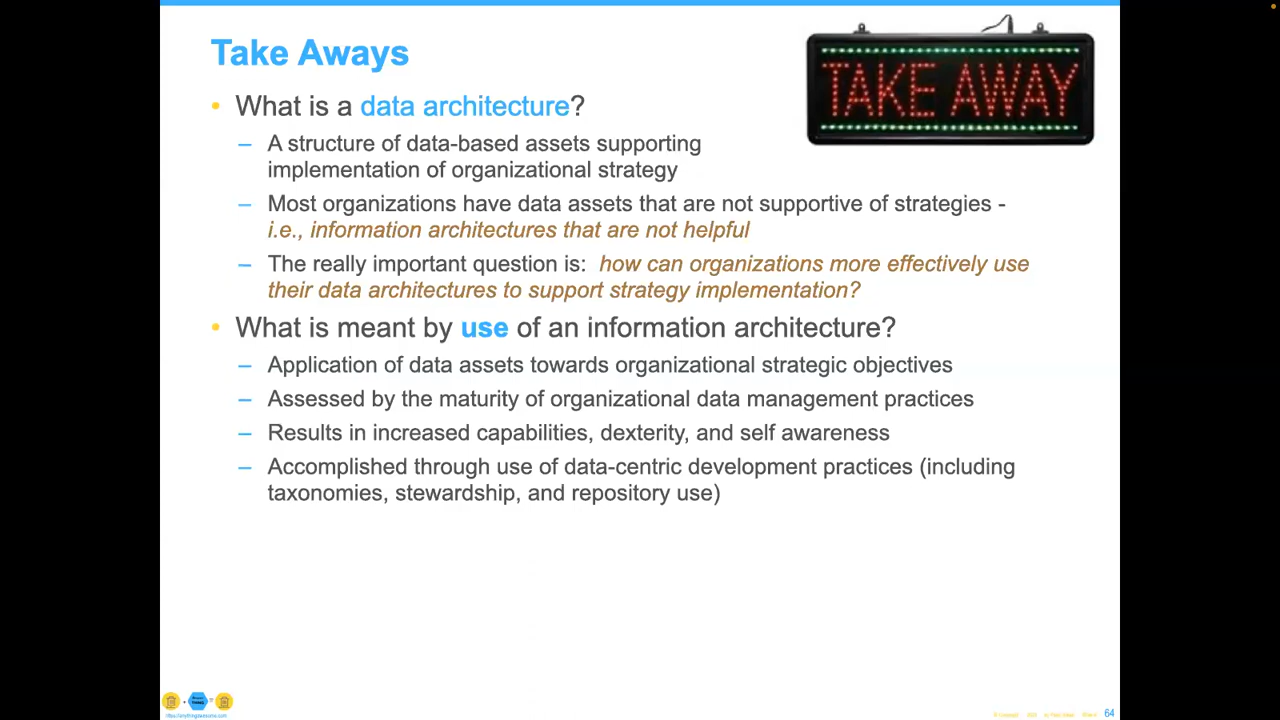 Take Aways
TAKE AWAY
• What is a data architecture?
– A structure of data-based assets supporting
implementation of organizational strategy
– Most organizations have data assets that are not supportive of strategies -
i.e., information architectures that are not helpful
– The really important question is: how can organizations more effectively use
their data architectures to support strategy implementation?
• What is meant by use of an information architecture?
– Application of data assets towards organizational strategic objectives
– Assessed by the maturity of organizational data management practices
– Results in increased capabilities, dexterity, and self awareness
– Accomplished through use of data-centric development practices (including
taxonomies, stewardship, and repository use)
https://anythingawesome.com
64